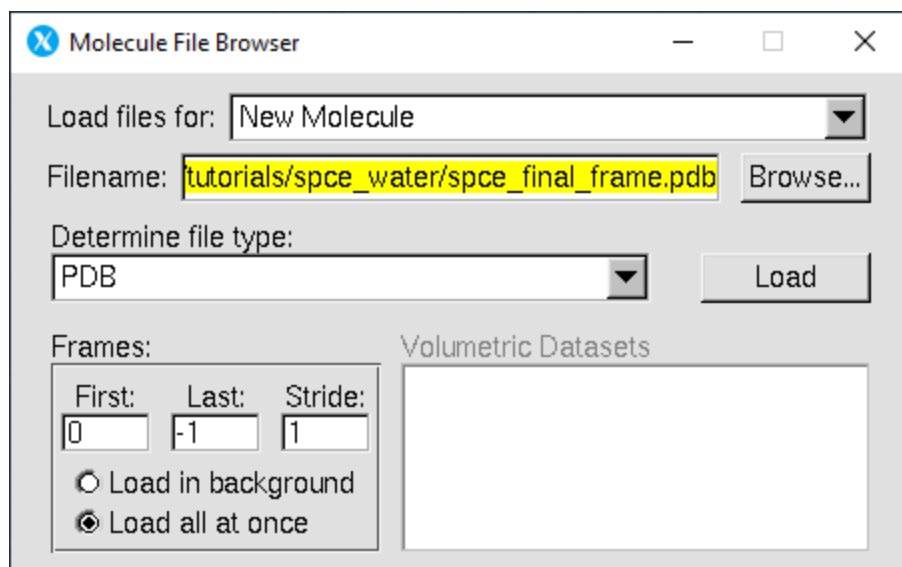 Molecule File Browser
Load files for: New Molecule
Filename: /tutorials/spce_water/spce_final_frame.pdb Browse...
Determine file type:
PDB Load
Frames: Volumetric Datasets
First: Last: Stride:
0 -1 1
Load in background
Load all at once